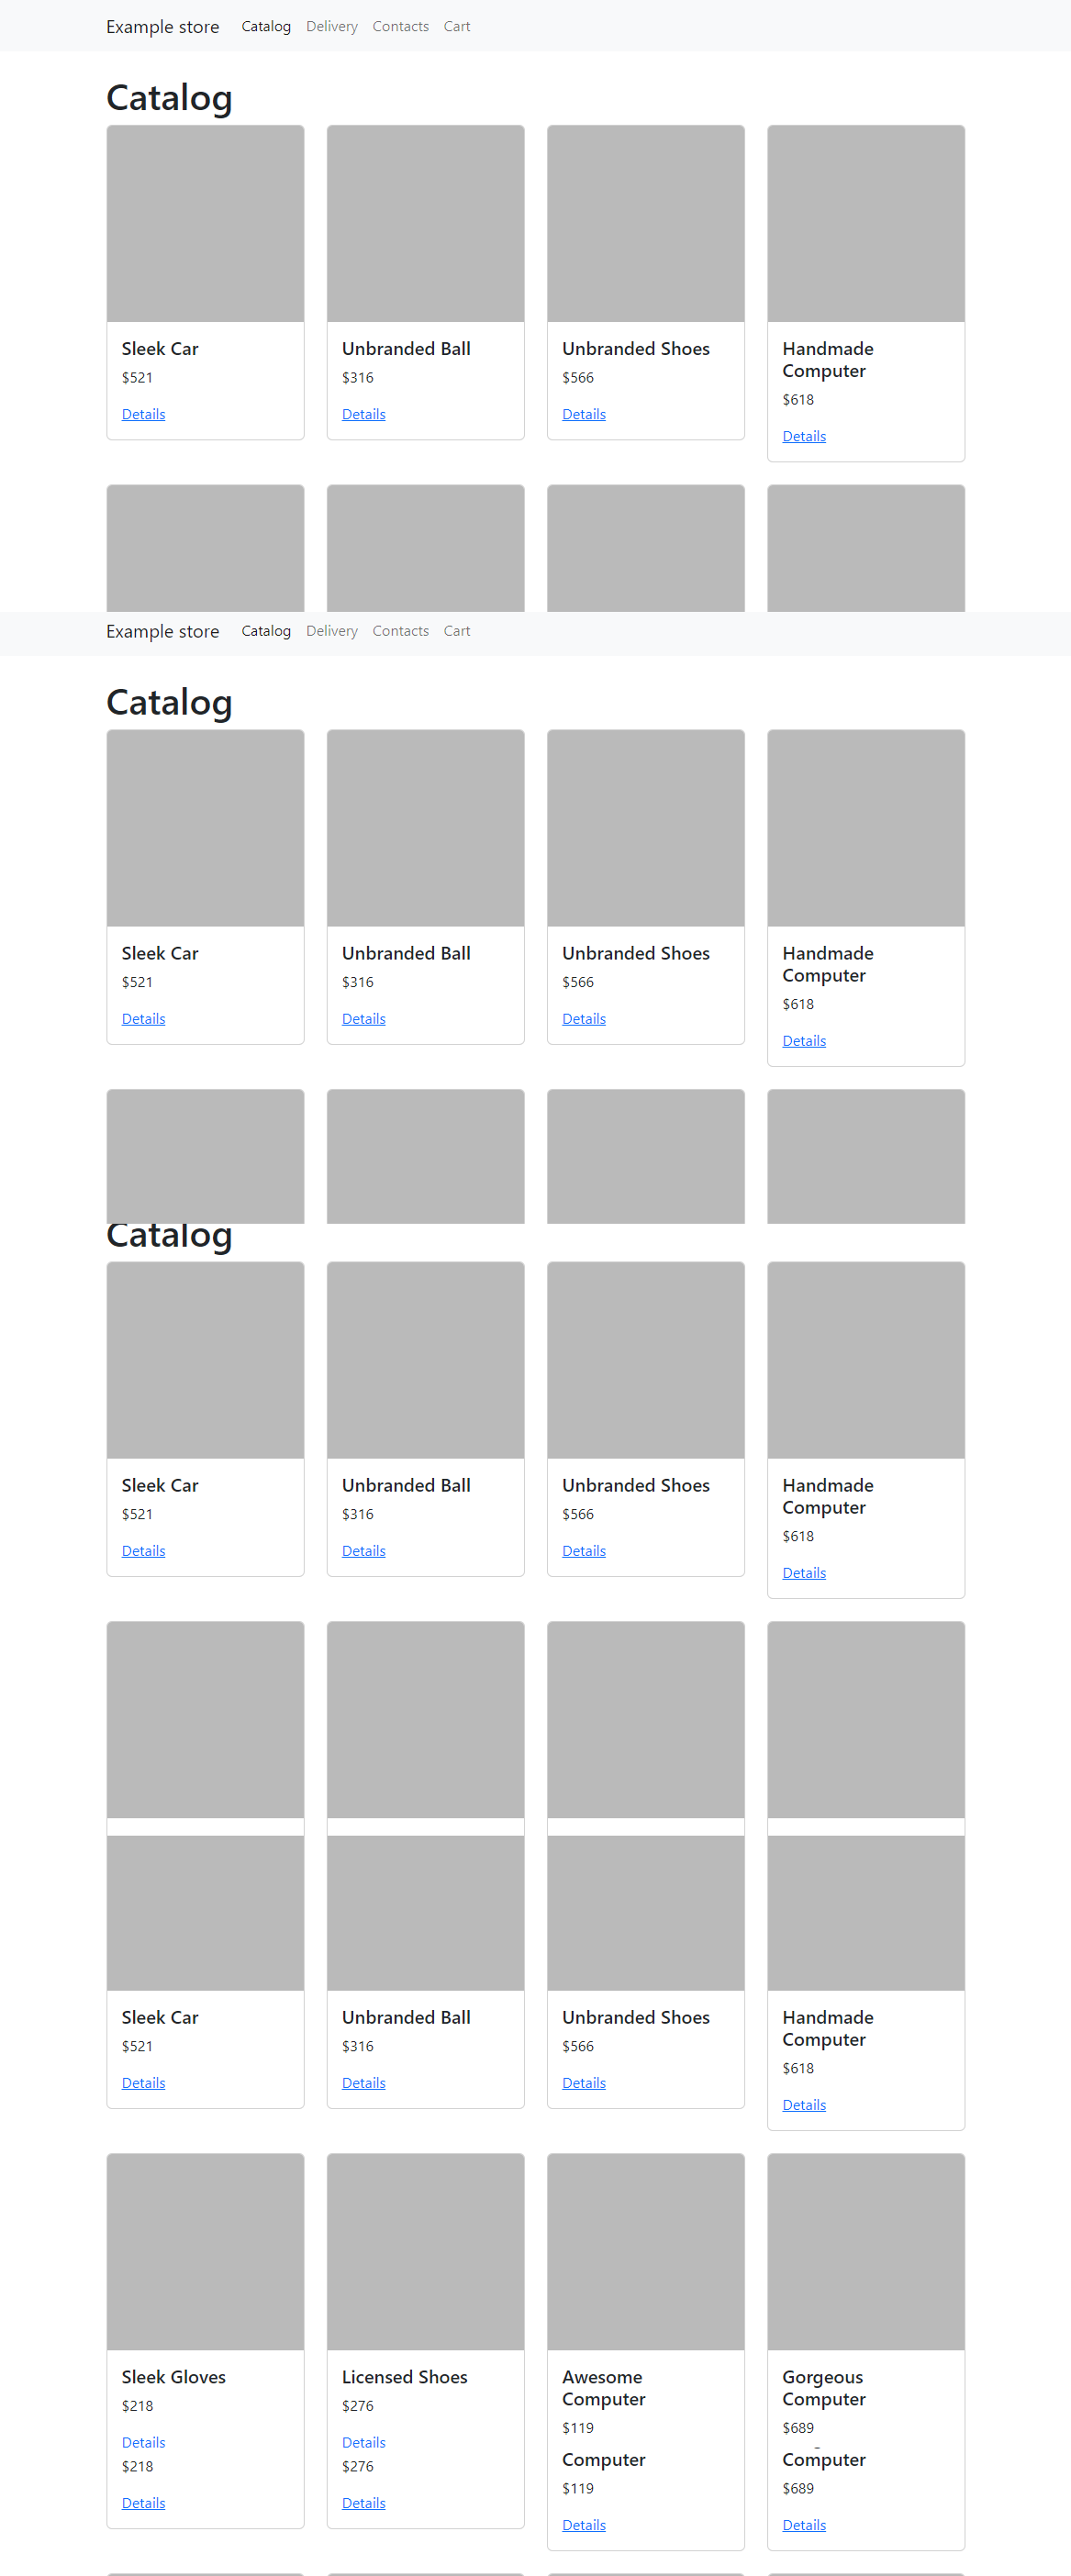 Example store Catalog Delivery Contacts Cart
Catalog
Sleek Car Unbranded Ball Unbranded Shoes Handmade
Computer
$521 $316 $566
$618
Details Details Details
Details
Example store Catalog Delivery Contacts Cart
Catalog
Sleek Car Unbranded Ball Unbranded Shoes Handmade
Computer
$521 $316 $566
$618
Details Details Details
Details
Catalog
Sleek Car Unbranded Ball Unbranded Shoes Handmade
Computer
$521 $316 $566
$618
Details Details Details
Details
Sleek Car Unbranded Ball Unbranded Shoes Handmade
Computer
$521 $316 $566
$618
Details Details Details
Details
Sleek Gloves Licensed Shoes Awesome Gorgeous
Computer Computer
$218 $276
$119 $689
Details Details
Computer Computer
$218 $276
$119 $689
Details Details
Details Details